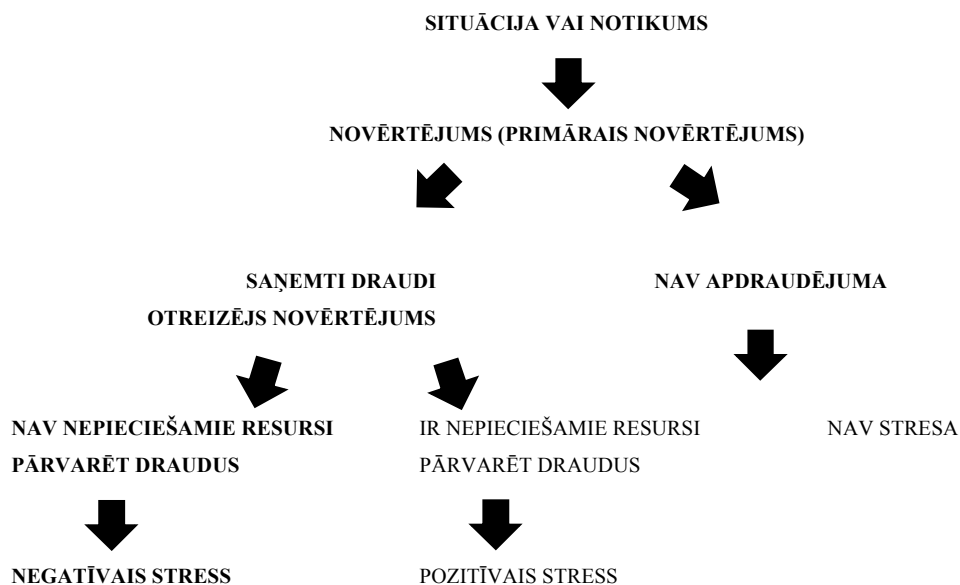 SITUĀCIJA VAI NOTIKUMS
NOVĒRTĒJUMS (PRIMĀRAIS NOVĒRTĒJUMS)
SAŅEMTI DRAUDI
OTREIZĒJS NOVĒRTĒJUMS
NAV APDRAUDĒJUMA
NAV NEPIECIEŠAMIE RESURSI
PĀRVARĒT DRAUDUS
IR NEPIECIEŠAMIE RESURSI
PĀRVARĒT DRAUDUS
NAV STRESA
NEGATĪVAIS STRESS
POZITĪVAIS STRESS